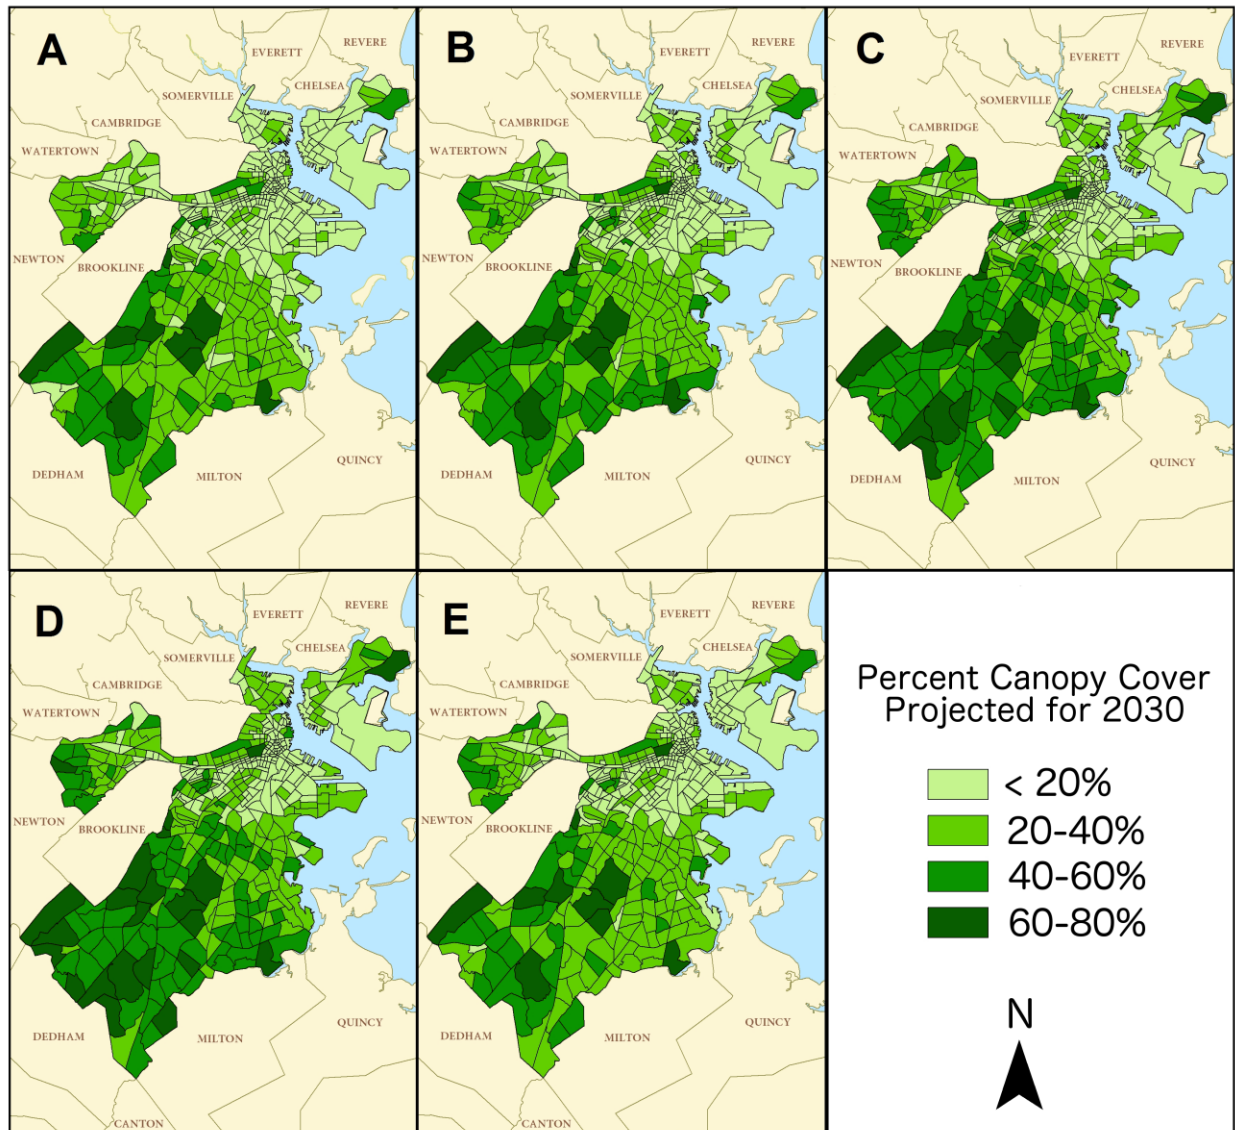 A
EVERETT
REVERE
CHELSEA
SOMERVILLE
CAMBRIDGE
WATERTOWN
NEWTON
BROOKLINE
DEDHAM
MILTON
QUINCY
B
EVERETT
REVERE
CHELSEA
SOMERVILLE
CAMBRIDGE
WATERTOWN
NEWTON
BROOKLINE
DEDHAM
MILTON
QUINCY
C
EVERETT
REVERE
CHELSEA
SOMERVILLE
CAMBRIDGE
WATERTOWN
NEWTON
BROOKLINE
DEDHAM
MILTON
QUINCY
D
EVERETT
REVERE
CHELSEA
SOMERVILLE
CAMBRIDGE
WATERTOWN
NEWTON
BROOKLINE
DEDHAM
MILTON
QUINCY
CANTON
E
EVERETT
REVERE
CHELSEA
SOMERVILLE
CAMBRIDGE
WATERTOWN
NEWTON
BROOKLINE
DEDHAM
MILTON
QUINCY
CANTON
Percent Canopy Cover
Projected for 2030
< 20%
20-40%
40-60%
60-80%
N